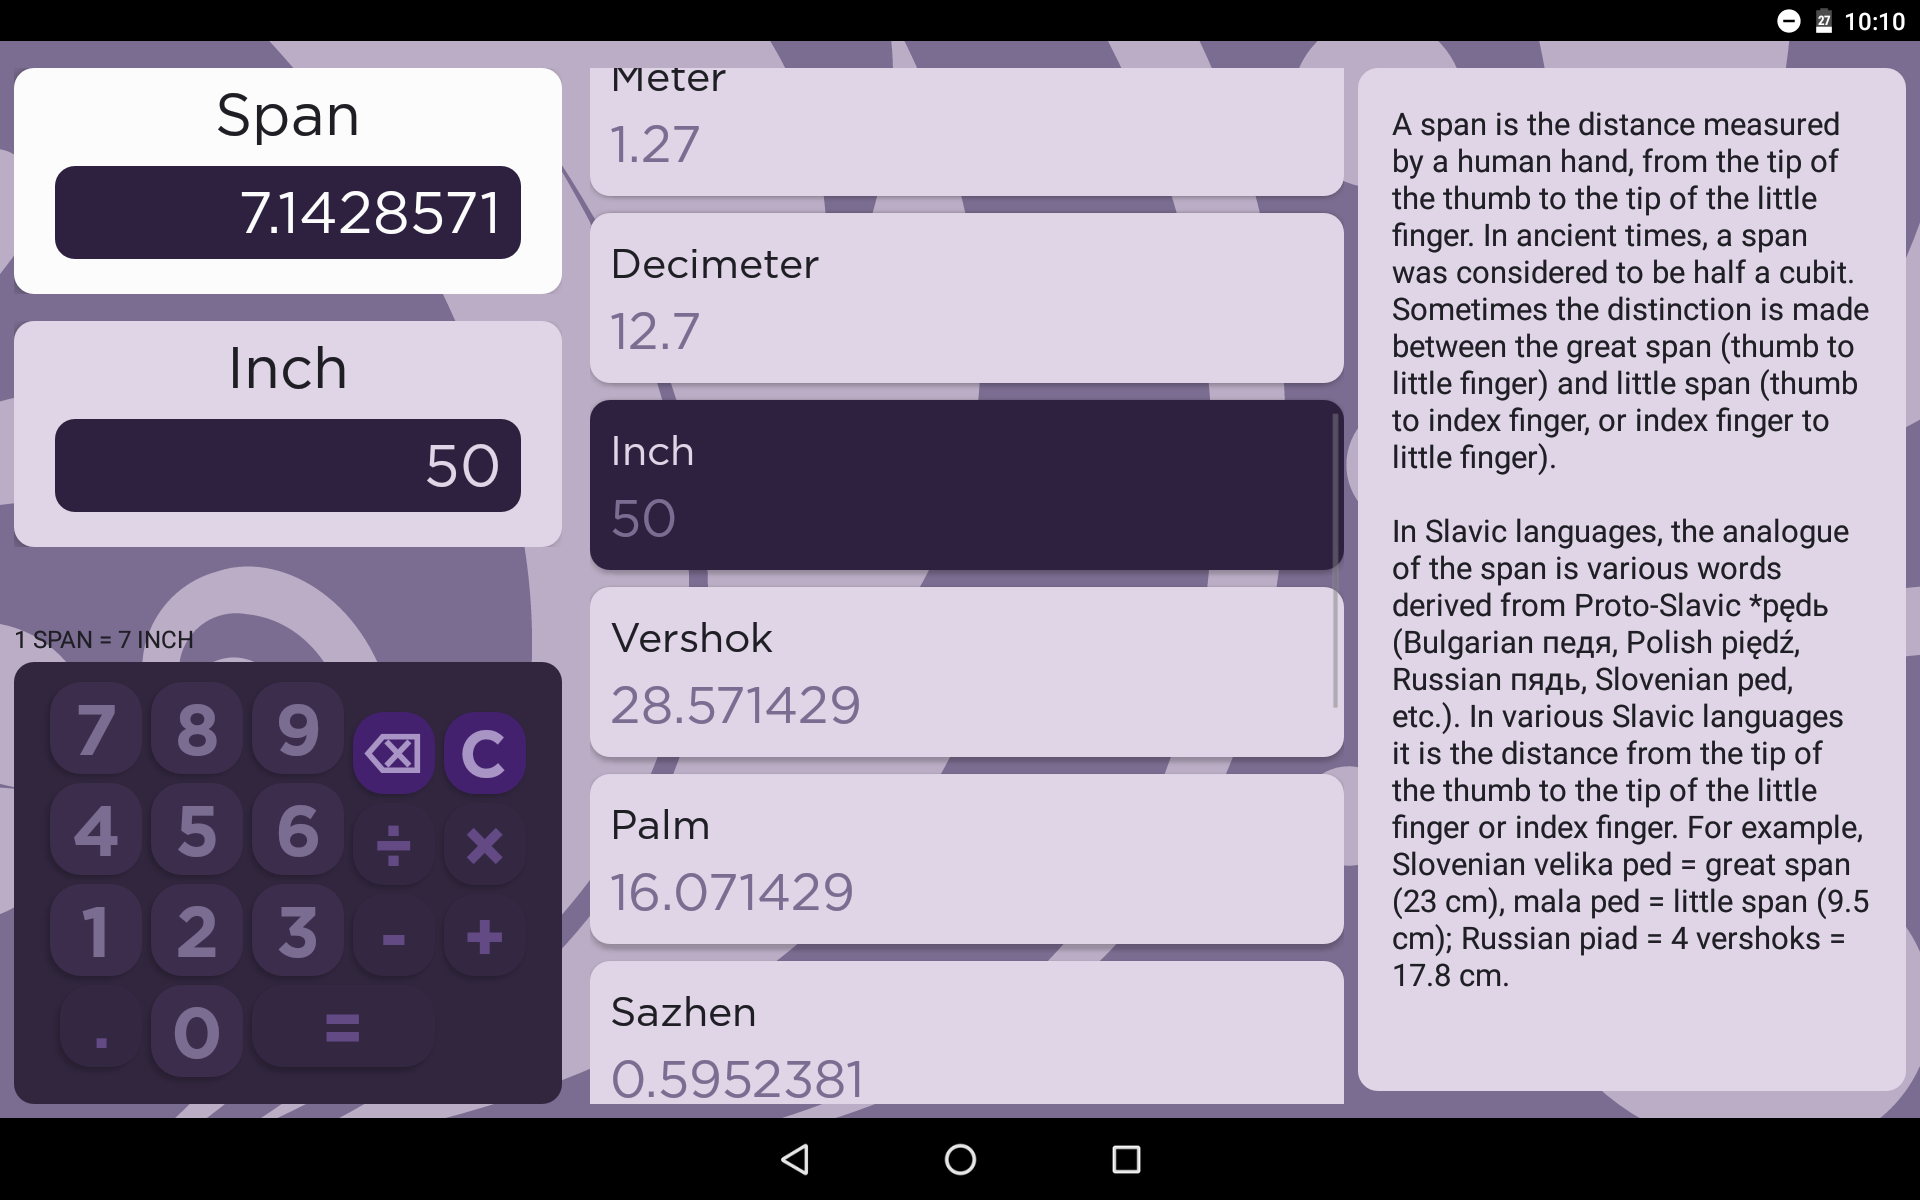 27 10:10
Span
7.1428571
Inch
50
1 SPAN = 7 INCH
7 8 9 C
4 5 6 ÷ ×
1 2 3 - +
. 0 =
Meter
1.27
Decimeter
12.7
Inch
50
Vershok
28.571429
Palm
16.071429
Sazhen
0.5952381
A span is the distance measured
by a human hand, from the tip of
the thumb to the tip of the little
finger. In ancient times, a span
was considered to be half a cubit.
Sometimes the distinction is made
between the great span (thumb to
little finger) and little span (thumb
to index finger, or index finger to
little finger).
In Slavic languages, the analogue
of the span is various words
derived from Proto-Slavic *pędь
(Bulgarian педя, Polish piędź,
Russian пядь, Slovenian ped,
etc.). In various Slavic languages
it is the distance from the tip of
the thumb to the tip of the little
finger or index finger. For example,
Slovenian velika ped = great span
(23 cm), mala ped = little span (9.5
cm); Russian piad = 4 vershoks =
17.8 cm.